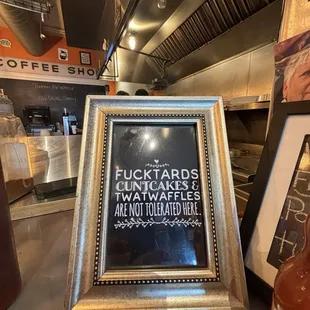 COFFEE SHOP
FUCKTARDS
CUNTCAKES &
TWATWAFFLES
ARE NOT TOLERATED HERE.